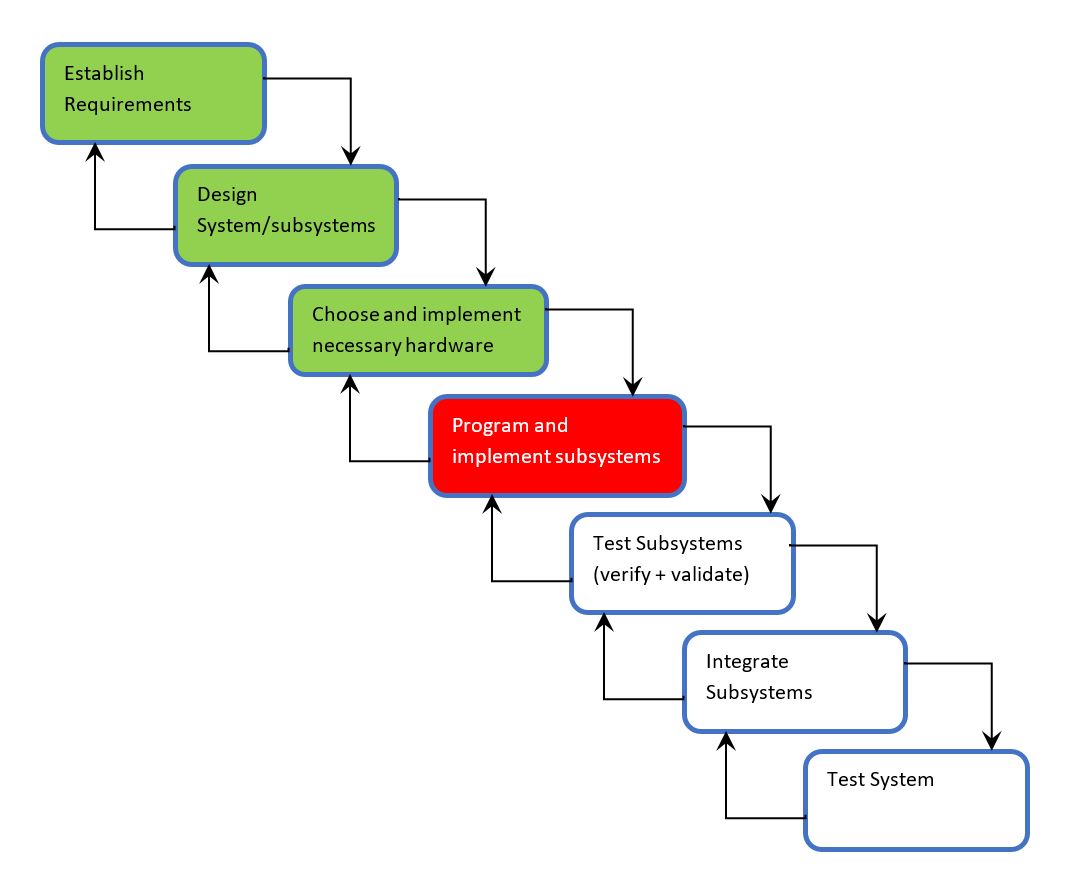 Establish
Requirements
Design
System/subsystems
Choose and implement
necessary hardware
Program and
implement subsystems
Test Subsystems
(verify + validate)
Integrate
Subsystems
Test System